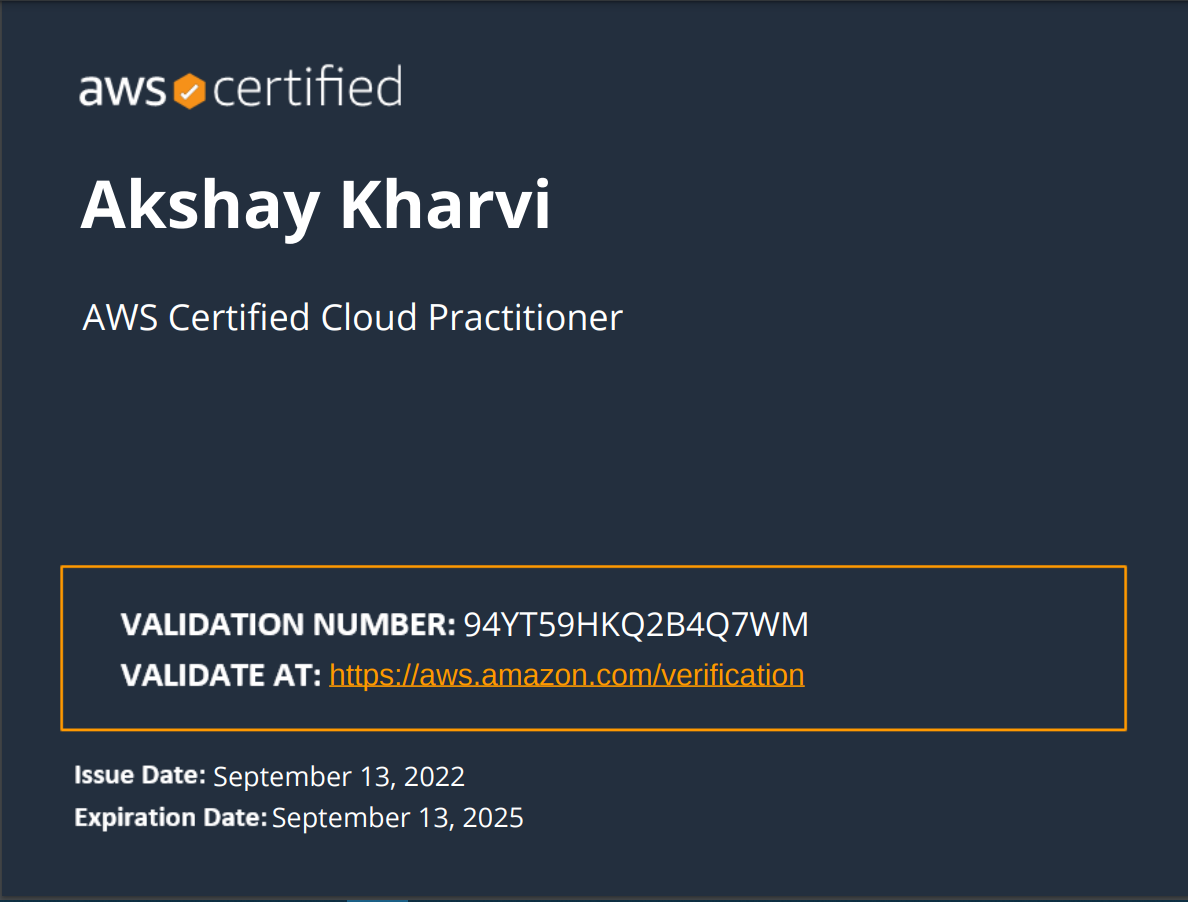 aws certified
Akshay Kharvi
AWS Certified Cloud Practitioner
VALIDATION NUMBER: 94YT59HKQ2B4Q7WM
VALIDATE AT: https://aws.amazon.com/verification
Issue Date: September 13, 2022
Expiration Date: September 13, 2025